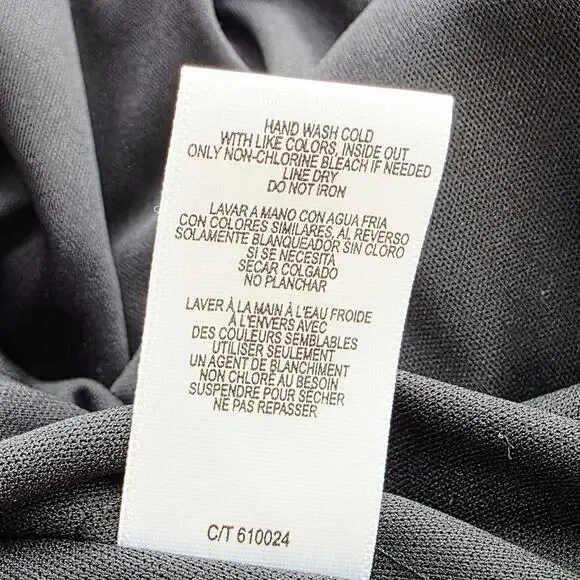 HAND WASH COLD
WITH LIKE COLORS, INSIDE OUT
ONLY NON-CHLORINE BLEACH IF NEEDED
LINE DRY
DO NOT IRON
LAVAR A MANO CON AGUA FRIA
CON COLORES SIMILARES, AL REVERSO
SOLAMENTE BLANQUEADOR SIN CLORO
SI SE NECESITA
SECAR COLGADO
NO PLANCHAR
LAVER À LA MAIN À L'EAU FROIDE
À L'ENVERS AVEC
DES COULEURS SEMBLABLES
UTILISER SEULEMENT
UN AGENT DE BLANCHIMENT
NON CHLORÉ AU BESOIN
SUSPENDRE POUR SÉCHER
NE PAS REPASSER
C/T 610024